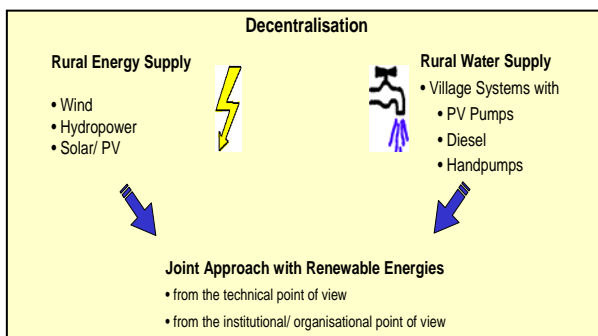 Decentralisation
Rural Energy Supply
• Wind
• Hydropower
• Solar/ PV
Rural Water Supply
• Village Systems with
• PV Pumps
• Diesel
• Handpumps
Joint Approach with Renewable Energies
• from the technical point of view
• from the institutional/ organisational point of view